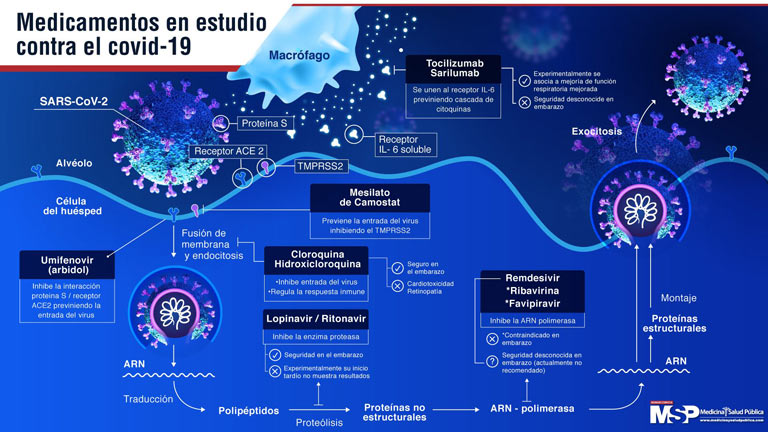 Medicamentos en estudio
contra el covid-19
Macrófago
Tocilizumab
Sarilumab
Se unen al receptor IL-6
previniendo cascada de
citoquinas
Experimentalmente se
asocia a mejoría de función
respiratoria mejorada
Seguridad desconocide en
embarazo
SARS-CoV-2
Proteína S
Receptor
IL- 6 soluble
Exocitosis
Receptor ACE 2
TMPRSS2
Alvéolo
Célula
del huésped
Mesilato
de Camostat
Previene la entrada del virus
inhibiendo el TMPRSS2
Fusión de
membrana
y endocitosis
Umifenovir
(arbidol)
Inhibe la interacción
proteina S / receptor
ACE2 previniendo la
entrada del virus
Cloroquina
Hidroxicloroquina
•Inhibe entrada del virus
•Regula la respuesta inmune
Seguro en
el embarazo
Cardiotoxicidad
Retinopatía
Remdesivir
*Ribavirina
*Favipiravir
Inhibe la ARN polimerasa
*Contraindicado en
embarazo
Seguridad desconocida en
embarazo (actualmente no
recomendado)
Lopinavir / Ritonavir
Inhibe la enzima proteasa
Seguridad en el embarazo
Experimentalmente su inicio
tardío no muestra resultados
Montaje
Proteínas
estructurales
ARN
ARN
Traducción
Polipéptidos
Proteólisis
Proteínas no
estructurales
ARN - polimerasa
MSP
Medicina y Salud Pública
www.medicinaysaludpublica.com